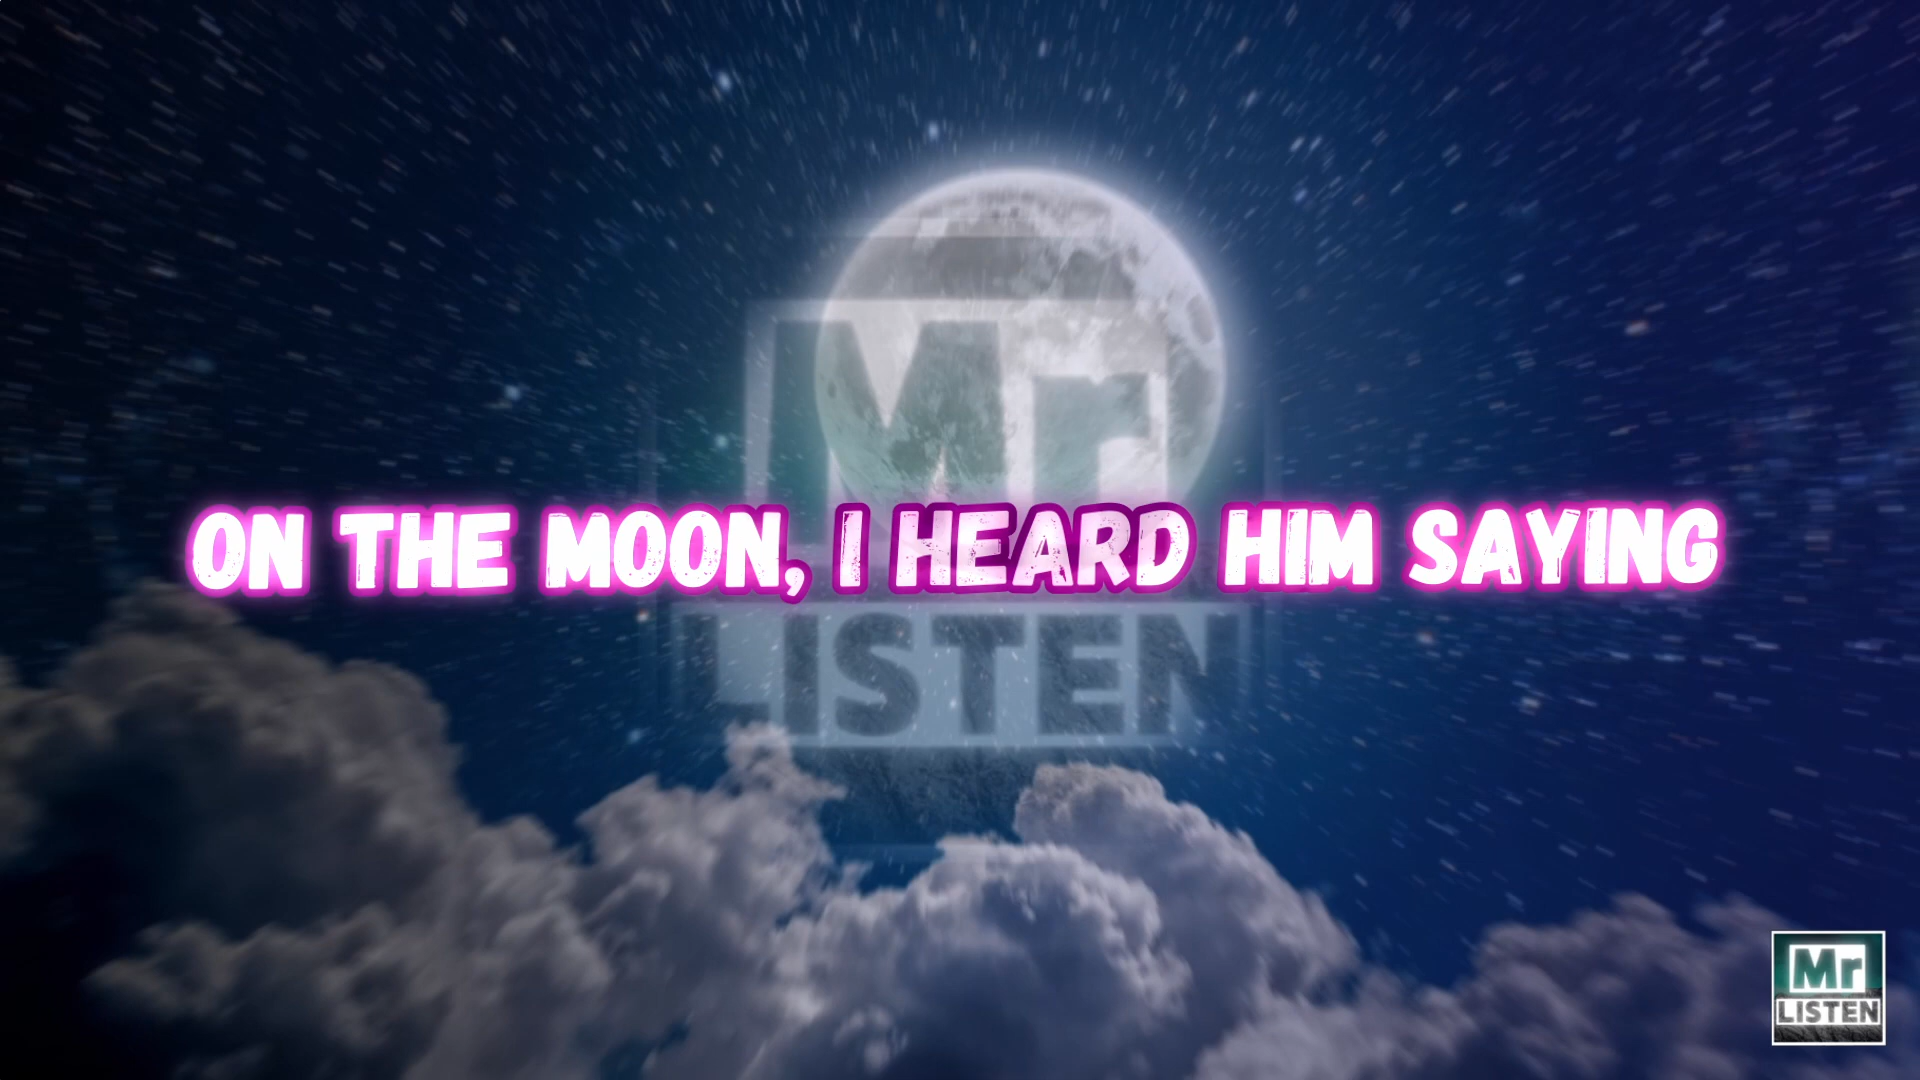 Mr
ON THE MOON, I HEARD HIM SAYING
LISTEN
Mr
LISTEN